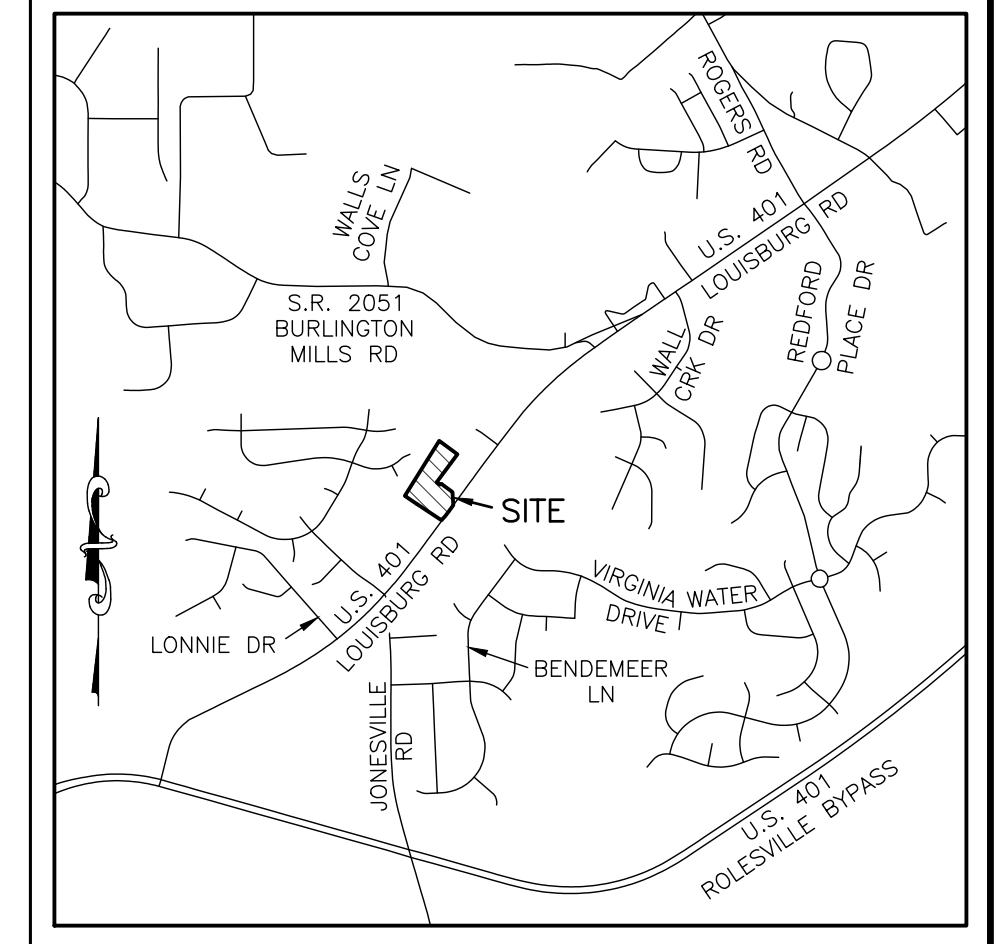 ROGERS RD
WALLS
COVE LN
U.S. 401
LOUISBURG RD
S.R. 2051
BURLINGTON
MILLS RD
REDFORD
PLACE DR
WALL
CRK DR
SITE
U.S. 401
LOUISBURG RD
VIRGINIA WATER
DRIVE
LONNIE DR
BENDEMEER
LN
JONESVILLE
RD
U.S. 401
ROLESVILLE BYPASS